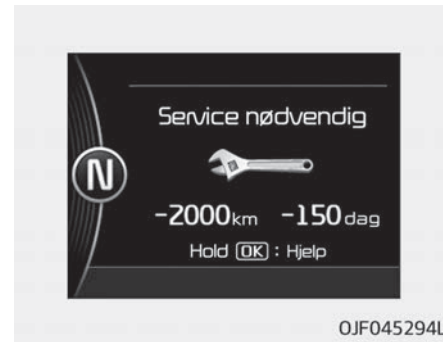 Service nødvendig
N
-2000km -150dag
Hold OK : Hjelp
OJF045294L